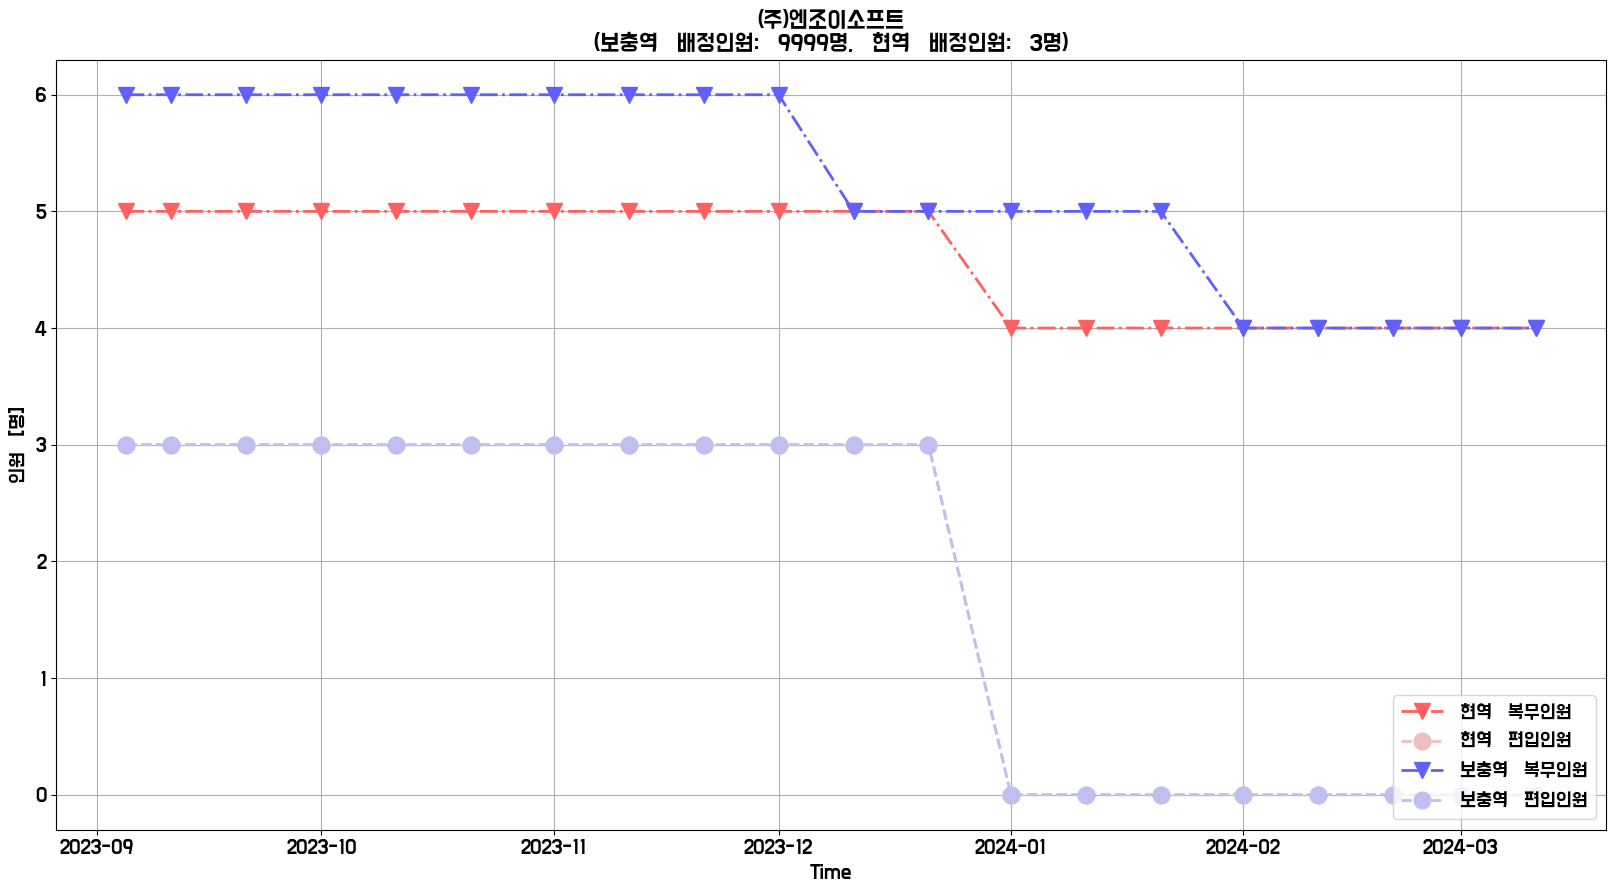 (주)엔조이소프트
(보충역 배정인원: 9999명, 현역 배정인원: 3명)
6
5
4
3
2
1
0
인원 [명]
2023-09 2023-10 2023-11 2023-12 2024-01 2024-02 2024-03
Time
현역 복무인원
현역 편입인원
보충역 복무인원
보충역 편입인원